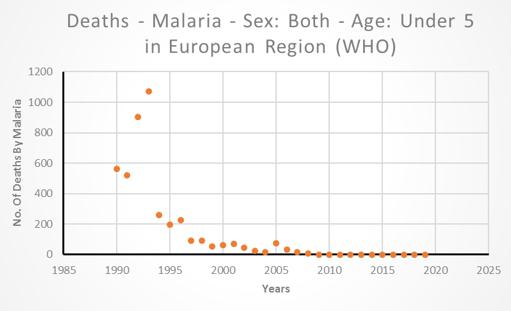 Deaths - Malaria - Sex: Both - Age: Under 5
in European Region (WHO)
1200
1000
800
600
400
200
0
No. Of Deaths By Malaria
1985 1990 1995 2000 2005 2010 2015 2020 2025
Years